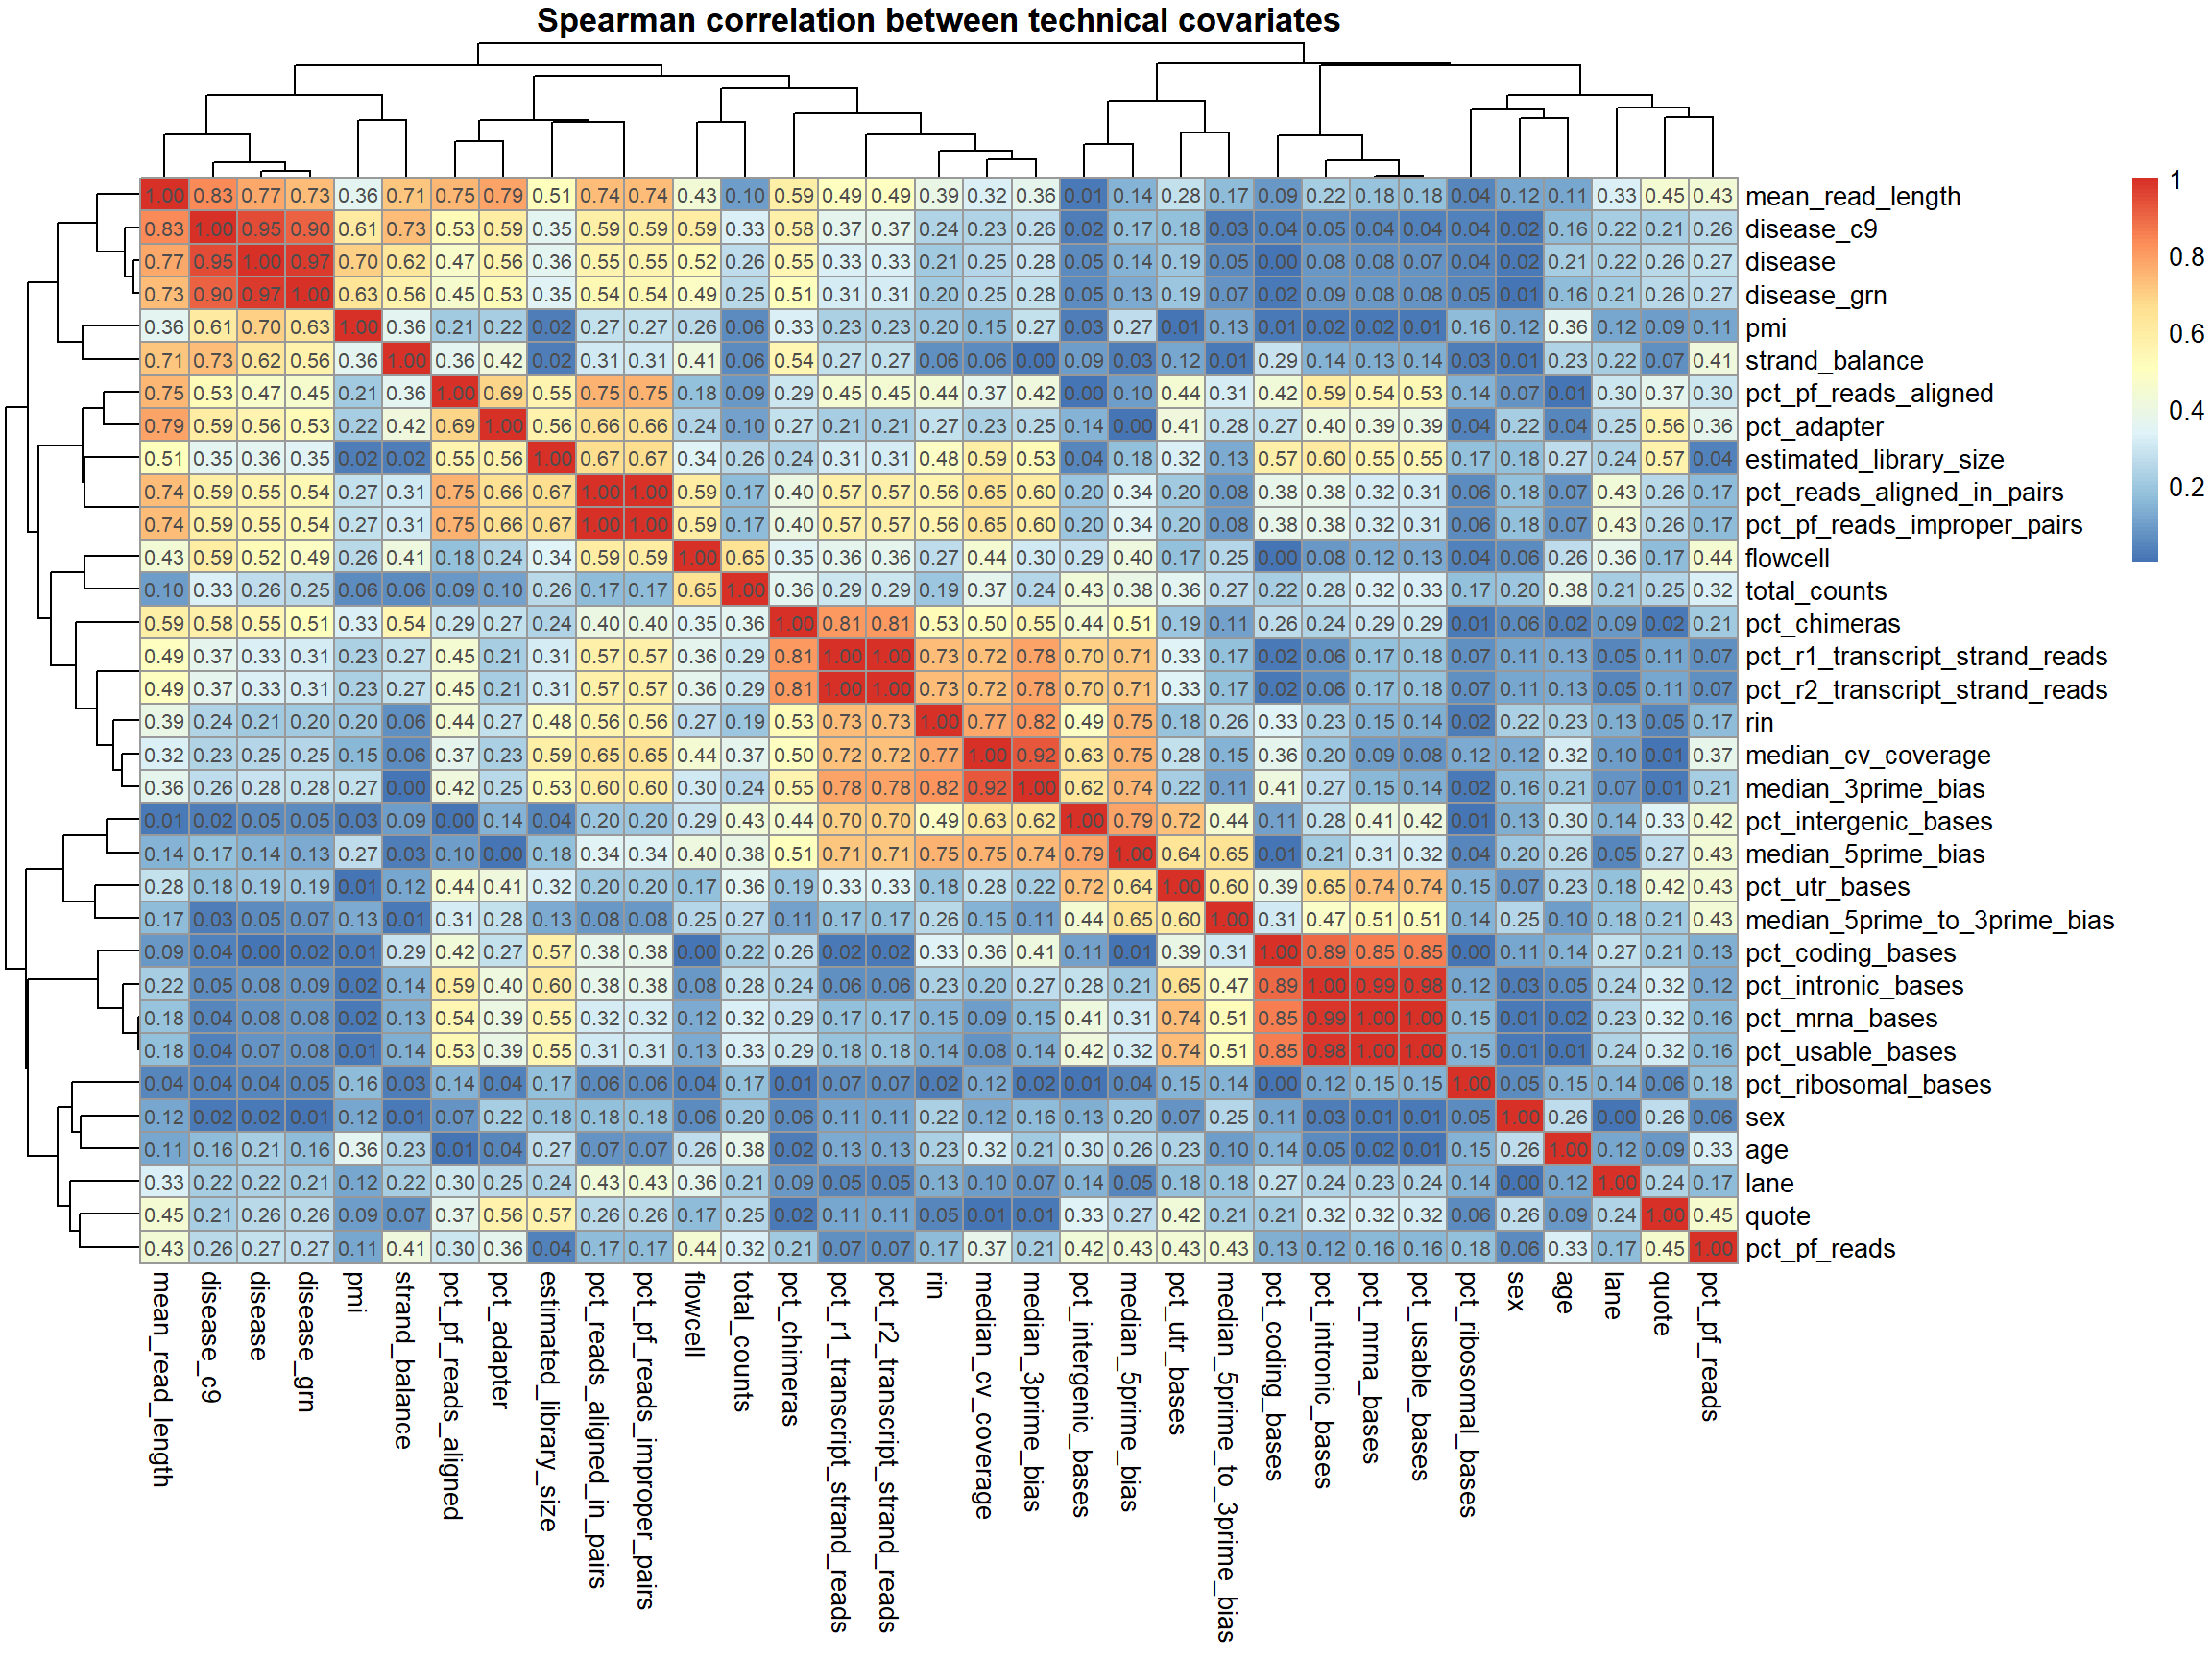 Spearman correlation between technical covariates
1.00 0.83 0.77 0.73 0.36 0.71 0.75 0.79 0.51 0.74 0.74 0.43 0.10 0.59 0.49 0.49 0.39 0.32 0.36 0.01 0.14 0.28 0.17 0.09 0.22 0.18 0.18 0.04 0.12 0.11 0.33 0.45 0.43 mean_read_length
0.83 1.00 0.95 0.90 0.61 0.73 0.53 0.59 0.35 0.59 0.59 0.59 0.33 0.58 0.37 0.37 0.24 0.23 0.26 0.02 0.17 0.18 0.03 0.04 0.05 0.04 0.04 0.04 0.02 0.16 0.22 0.21 0.26 disease_c9
0.77 0.95 1.00 0.97 0.70 0.62 0.47 0.56 0.36 0.55 0.55 0.52 0.26 0.55 0.33 0.33 0.21 0.25 0.28 0.05 0.14 0.19 0.05 0.00 0.08 0.08 0.07 0.04 0.02 0.21 0.22 0.26 0.27 disease
0.73 0.90 0.97 1.00 0.63 0.56 0.45 0.53 0.35 0.54 0.54 0.49 0.25 0.51 0.31 0.31 0.20 0.25 0.28 0.05 0.13 0.19 0.07 0.02 0.09 0.08 0.08 0.05 0.01 0.16 0.21 0.26 0.27 disease_grn
0.36 0.61 0.70 0.63 1.00 0.36 0.21 0.22 0.02 0.27 0.27 0.26 0.06 0.33 0.23 0.23 0.20 0.15 0.27 0.03 0.27 0.01 0.13 0.01 0.02 0.02 0.01 0.16 0.12 0.36 0.12 0.09 0.11 pmi
0.71 0.73 0.62 0.56 0.36 1.00 0.36 0.42 0.02 0.31 0.31 0.41 0.06 0.54 0.27 0.27 0.06 0.06 0.00 0.09 0.03 0.12 0.01 0.29 0.14 0.13 0.14 0.03 0.01 0.23 0.22 0.07 0.41 strand_balance
0.75 0.53 0.47 0.45 0.21 0.36 1.00 0.69 0.55 0.75 0.75 0.18 0.09 0.29 0.45 0.45 0.44 0.37 0.42 0.00 0.10 0.44 0.31 0.42 0.59 0.54 0.53 0.14 0.07 0.01 0.30 0.37 0.30 pct_pf_reads_aligned
0.79 0.59 0.56 0.53 0.22 0.42 0.69 1.00 0.56 0.66 0.66 0.24 0.10 0.27 0.21 0.21 0.27 0.23 0.25 0.14 0.00 0.41 0.28 0.27 0.40 0.39 0.39 0.04 0.22 0.04 0.25 0.56 0.36 pct_adapter
0.51 0.35 0.36 0.35 0.02 0.02 0.55 0.56 1.00 0.67 0.67 0.34 0.26 0.24 0.31 0.31 0.48 0.59 0.53 0.04 0.18 0.32 0.13 0.57 0.60 0.55 0.55 0.17 0.18 0.27 0.24 0.57 0.04 estimated_library_size
0.74 0.59 0.55 0.54 0.27 0.31 0.75 0.66 0.67 1.00 1.00 0.59 0.17 0.40 0.57 0.57 0.56 0.65 0.60 0.20 0.34 0.20 0.08 0.38 0.38 0.32 0.31 0.06 0.18 0.07 0.43 0.26 0.17 pct_reads_aligned_in_pairs
0.74 0.59 0.55 0.54 0.27 0.31 0.75 0.66 0.67 1.00 1.00 0.59 0.17 0.40 0.57 0.57 0.56 0.65 0.60 0.20 0.34 0.20 0.08 0.38 0.38 0.32 0.31 0.06 0.18 0.07 0.43 0.26 0.17 pct_pf_reads_improper_pairs
0.43 0.59 0.52 0.49 0.26 0.41 0.18 0.24 0.34 0.59 0.59 1.00 0.65 0.35 0.36 0.36 0.27 0.44 0.30 0.29 0.40 0.17 0.25 0.00 0.08 0.12 0.13 0.04 0.06 0.26 0.36 0.17 0.44 flowcell
0.10 0.33 0.26 0.25 0.06 0.06 0.09 0.10 0.26 0.17 0.17 0.65 1.00 0.36 0.29 0.29 0.19 0.37 0.24 0.43 0.38 0.36 0.27 0.22 0.28 0.32 0.33 0.17 0.20 0.38 0.21 0.25 0.32 total_counts
0.59 0.58 0.55 0.51 0.33 0.54 0.29 0.27 0.24 0.40 0.40 0.35 0.36 1.00 0.81 0.81 0.53 0.50 0.55 0.44 0.51 0.19 0.11 0.26 0.24 0.29 0.29 0.01 0.06 0.02 0.09 0.02 0.21 pct_chimeras
0.49 0.37 0.33 0.31 0.23 0.27 0.45 0.21 0.31 0.57 0.57 0.36 0.29 0.81 1.00 1.00 0.73 0.72 0.78 0.70 0.71 0.33 0.17 0.02 0.06 0.17 0.18 0.07 0.11 0.13 0.05 0.11 0.07 pct_r1_transcript_strand_reads
0.49 0.37 0.33 0.31 0.23 0.27 0.45 0.21 0.31 0.57 0.57 0.36 0.29 0.81 1.00 1.00 0.73 0.72 0.78 0.70 0.71 0.33 0.17 0.02 0.06 0.17 0.18 0.07 0.11 0.13 0.05 0.11 0.07 pct_r2_transcript_strand_reads
0.39 0.24 0.21 0.20 0.20 0.06 0.44 0.27 0.48 0.56 0.56 0.27 0.19 0.53 0.73 0.73 1.00 0.77 0.82 0.49 0.75 0.18 0.26 0.33 0.23 0.15 0.14 0.02 0.22 0.23 0.13 0.05 0.17 rin
0.32 0.23 0.25 0.25 0.15 0.06 0.37 0.23 0.59 0.65 0.65 0.44 0.37 0.50 0.72 0.72 0.77 1.00 0.92 0.63 0.75 0.28 0.15 0.36 0.20 0.09 0.08 0.12 0.12 0.32 0.10 0.01 0.37 median_cv_coverage
0.36 0.26 0.28 0.28 0.27 0.00 0.42 0.25 0.53 0.60 0.60 0.30 0.24 0.55 0.78 0.78 0.82 0.92 1.00 0.62 0.74 0.22 0.11 0.41 0.27 0.15 0.14 0.02 0.16 0.21 0.07 0.01 0.21 median_3prime_bias
0.01 0.02 0.05 0.05 0.03 0.09 0.00 0.14 0.04 0.20 0.20 0.29 0.43 0.44 0.70 0.70 0.49 0.63 0.62 1.00 0.79 0.72 0.44 0.11 0.28 0.41 0.42 0.01 0.13 0.30 0.14 0.33 0.42 pct_intergenic_bases
0.14 0.17 0.14 0.13 0.27 0.03 0.10 0.00 0.18 0.34 0.34 0.40 0.38 0.51 0.71 0.71 0.75 0.75 0.74 0.79 1.00 0.64 0.65 0.01 0.21 0.31 0.32 0.04 0.20 0.26 0.05 0.27 0.43 median_5prime_bias
0.28 0.18 0.19 0.19 0.01 0.12 0.44 0.41 0.32 0.20 0.20 0.17 0.36 0.19 0.33 0.33 0.18 0.28 0.22 0.72 0.64 1.00 0.60 0.39 0.65 0.74 0.74 0.15 0.07 0.23 0.18 0.42 0.43 pct_utr_bases
0.17 0.03 0.05 0.07 0.13 0.01 0.31 0.28 0.13 0.08 0.08 0.25 0.27 0.11 0.17 0.17 0.26 0.15 0.11 0.44 0.65 0.60 1.00 0.31 0.47 0.51 0.51 0.14 0.25 0.10 0.18 0.21 0.43 median_5prime_to_3prime_bias
0.09 0.04 0.00 0.02 0.01 0.29 0.42 0.27 0.57 0.38 0.38 0.00 0.22 0.26 0.02 0.02 0.33 0.36 0.41 0.11 0.01 0.39 0.31 1.00 0.89 0.85 0.85 0.00 0.11 0.14 0.27 0.21 0.13 pct_coding_bases
0.22 0.05 0.08 0.09 0.02 0.14 0.59 0.40 0.60 0.38 0.38 0.08 0.28 0.24 0.06 0.06 0.23 0.20 0.27 0.28 0.21 0.65 0.47 0.89 1.00 0.99 0.98 0.12 0.03 0.05 0.24 0.32 0.12 pct_intronic_bases
0.18 0.04 0.08 0.08 0.02 0.13 0.54 0.39 0.55 0.32 0.32 0.12 0.32 0.29 0.17 0.17 0.15 0.09 0.15 0.41 0.31 0.74 0.51 0.85 0.99 1.00 1.00 0.15 0.01 0.02 0.23 0.32 0.16 pct_mrna_bases
0.18 0.04 0.07 0.08 0.01 0.14 0.53 0.39 0.55 0.31 0.31 0.13 0.33 0.29 0.18 0.18 0.14 0.08 0.14 0.42 0.32 0.74 0.51 0.85 0.98 1.00 1.00 0.15 0.01 0.01 0.24 0.32 0.16 pct_usable_bases
0.04 0.04 0.04 0.05 0.16 0.03 0.14 0.04 0.17 0.06 0.06 0.04 0.17 0.01 0.07 0.07 0.02 0.12 0.02 0.01 0.04 0.15 0.14 0.00 0.12 0.15 0.15 1.00 0.05 0.15 0.14 0.06 0.18 pct_ribosomal_bases
0.12 0.02 0.02 0.01 0.12 0.01 0.07 0.22 0.18 0.18 0.18 0.06 0.20 0.06 0.11 0.11 0.22 0.12 0.16 0.13 0.20 0.07 0.25 0.11 0.03 0.01 0.01 0.05 1.00 0.26 0.00 0.26 0.06 sex
0.11 0.16 0.21 0.16 0.36 0.23 0.01 0.04 0.27 0.07 0.07 0.26 0.38 0.02 0.13 0.13 0.23 0.32 0.21 0.30 0.26 0.23 0.10 0.14 0.05 0.02 0.01 0.15 0.26 1.00 0.12 0.09 0.33 age
0.33 0.22 0.22 0.21 0.12 0.22 0.30 0.25 0.24 0.43 0.43 0.36 0.21 0.09 0.05 0.05 0.13 0.10 0.07 0.14 0.05 0.18 0.18 0.27 0.24 0.23 0.24 0.14 0.00 0.12 1.00 0.24 0.17 lane
0.45 0.21 0.26 0.26 0.09 0.07 0.37 0.56 0.57 0.26 0.26 0.17 0.25 0.02 0.11 0.11 0.05 0.01 0.01 0.33 0.27 0.42 0.21 0.21 0.32 0.32 0.32 0.06 0.26 0.09 0.24 1.00 0.45 quote
0.43 0.26 0.27 0.27 0.11 0.41 0.30 0.36 0.04 0.17 0.17 0.44 0.32 0.21 0.07 0.07 0.17 0.37 0.21 0.42 0.43 0.43 0.43 0.13 0.12 0.16 0.16 0.18 0.06 0.33 0.17 0.45 1.00 pct_pf_reads
1
0.8
0.6
0.4
0.2
mean_read_length
disease_c9
disease
disease_grn
pmi
strand_balance
pct_pf_reads_aligned
pct_adapter
estimated_library_size
pct_reads_aligned_in_pairs
pct_pf_reads_improper_pairs
flowcell
total_counts
pct_chimeras
pct_r1_transcript_strand_reads
pct_r2_transcript_strand_reads
rin
median_cv_coverage
median_3prime_bias
pct_intergenic_bases
median_5prime_bias
pct_utr_bases
median_5prime_to_3prime_bias
pct_coding_bases
pct_intronic_bases
pct_mrna_bases
pct_usable_bases
pct_ribosomal_bases
sex
age
lane
quote
pct_pf_reads